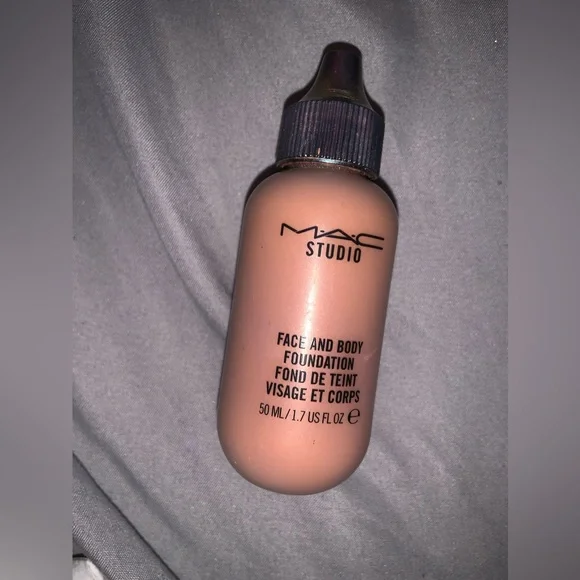 M·A·C
STUDIO
FACE AND BODY
FOUNDATION
FOND DE TEINT
VISAGE ET CORPS
50 ML / 1.7 US FL OZ ℮